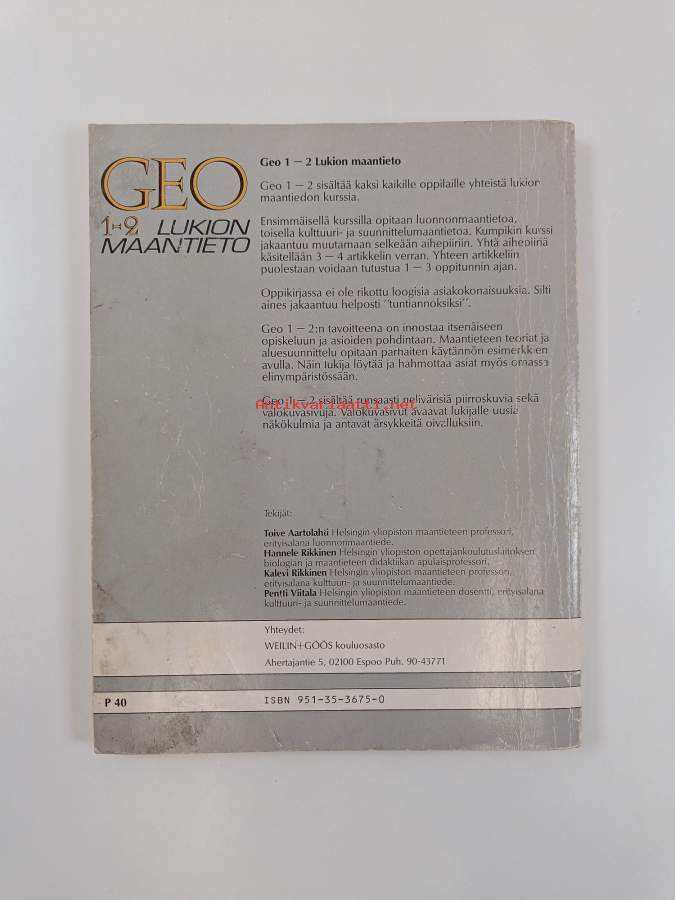 GEO
1-2 LUKION
MAANTIETO
Geo 1 – 2 Lukion maantieto
Geo 1 – 2 sisältää kaksi kaikille oppilaille yhteistä lukion
maantiedon kurssia.
Ensimmäisellä kurssilla opitaan luonnonmaantietoa,
toisella kulttuuri- ja suunnittelumaantietoa. Kumpikin kurssi
jakaantuu muutamaan selkeään aihepiiriin. Yhtä aihepiiriä
käsitellään 3 – 4 artikkelin verran. Yhteen artikkeliin
puolestaan voidaan tutustua 1 – 3 oppitunnin ajan.
Oppikirjassa ei ole rikottu loogisia asiakokonaisuuksia. Silti
aines jakaantuu helposti "tuntiannoksiksi".
Geo 1 – 2:n tavoitteena on innostaa itsenäiseen
opiskeluun ja asioiden pohdintaan. Maantieteen teoriat ja
aluesuunnittelu opitaan parhaiten käytännön esimerkkien
avulla. Näin lukija löytää ja hahmottaa asiat myös omassa
elinympäristössään.
Geo 1 – 2 sisältää runsaasti nelivärisiä piirroskuvia sekä
valokuvasivuja. Valokuvasivut avaavat lukijalle uusia
näkökulmia ja antavat ärsykkeitä oivalluksiin.
Antikvariaatti.net
Tekijät:
Toive Aartolahti Helsingin yliopiston maantieteen professori,
erityisalana luonnonmaantiede.
Hannele Rikkinen Helsingin yliopiston opettajankoulutuslaitoksen
biologian ja maantieteen didaktiikan apulaisprofessori.
Kalevi Rikkinen Helsingin yliopiston maantieteen professori,
erityisalana kulttuuri- ja suunnittelumaantiede.
Pentti Viitala Helsingin yliopiston maantieteen dosentti, erityisalana
kulttuuri- ja suunnittelumaantiede.
Yhteydet:
WEILIN+GÖÖS kouluosasto
Ahertajantie 5, 02100 Espoo Puh. 90-43771
P 40
ISBN 951-35-3675-0